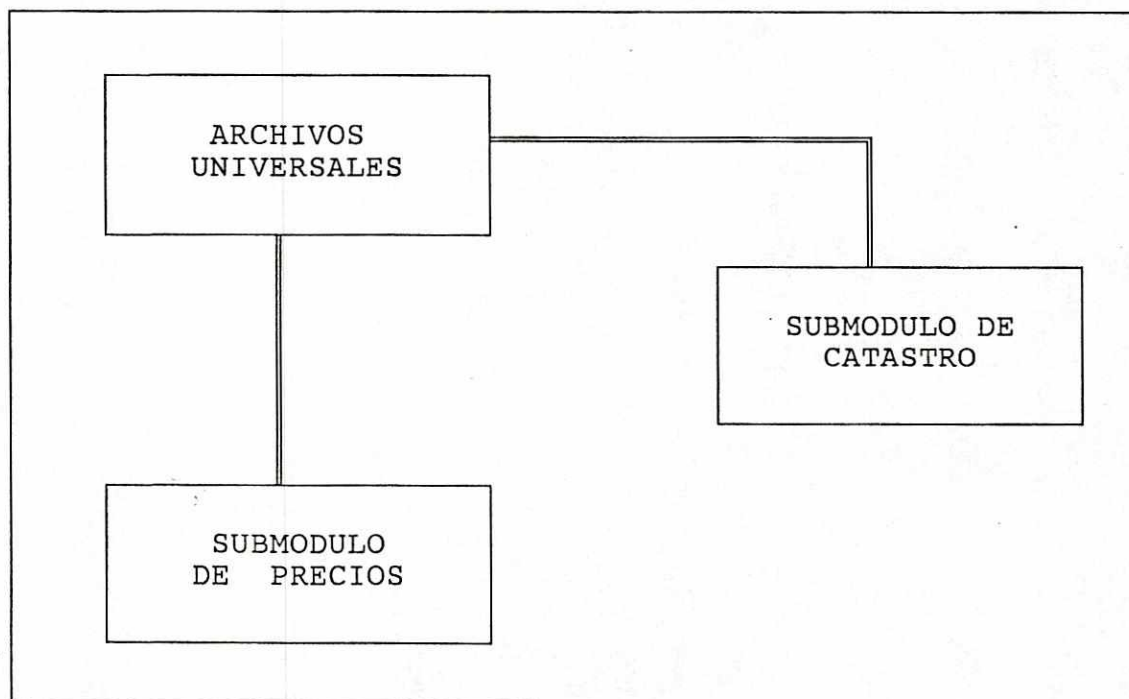 ARCHIVOS
UNIVERSALES
SUBMODULO DE
CATASTRO
SUBMODULO
DE PRECIOS